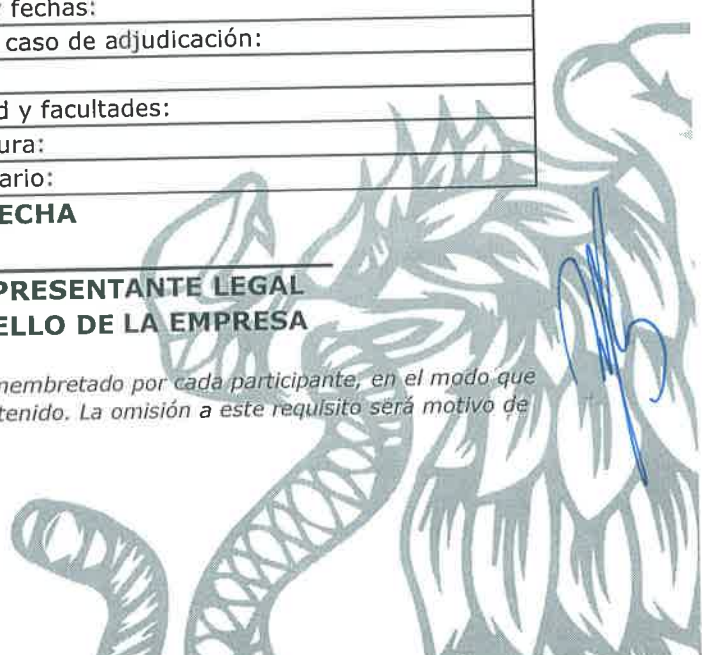 fechas:
caso de adjudicación:
d y facultades:
ura:
ario:
ECHA
PRESENTANTE LEGAL
ELLO DE LA EMPRESA
membretado por cada participante, en el modo que
tenido. La omisión a este requisito será motivo de